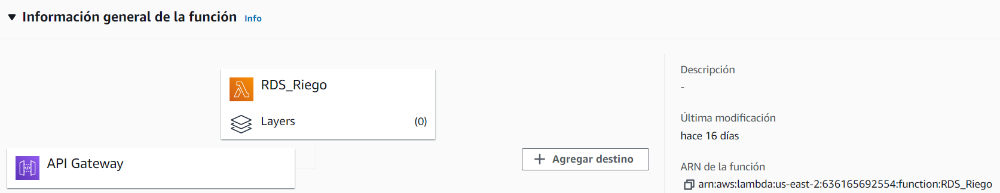 Información general de la función Info
RDS_Riego
Layers (0)
API Gateway
Agregar destino
Descripción
-
Última modificación
hace 16 días
ARN de la función
arn:aws:lambda:us-east-2:636165692554:function:RDS_Riego